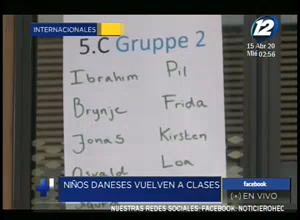 INTERNACIONALES
12
15 Abr 20
Mié 02:56
5.C Gruppe 2
Ibrahim Pil
Brynje Frida
Jonas Kirsten
Osvald Loa
NIÑOS DANESES VUELVEN A CLASES
facebook
(•) EN VIVO
NUESTRAS REDES SOCIALES: FACEBOOK: NOTICIEROHEC